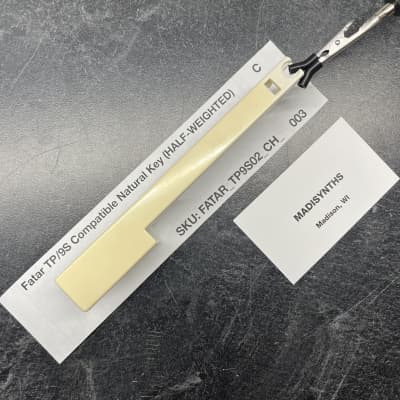 Fatar TP/9S Compatible Natural Key (HALF-WEIGHTED) C
SKU: FATAR_TP9S02_CH_ 003
MADISYNTHS
Madison, WI